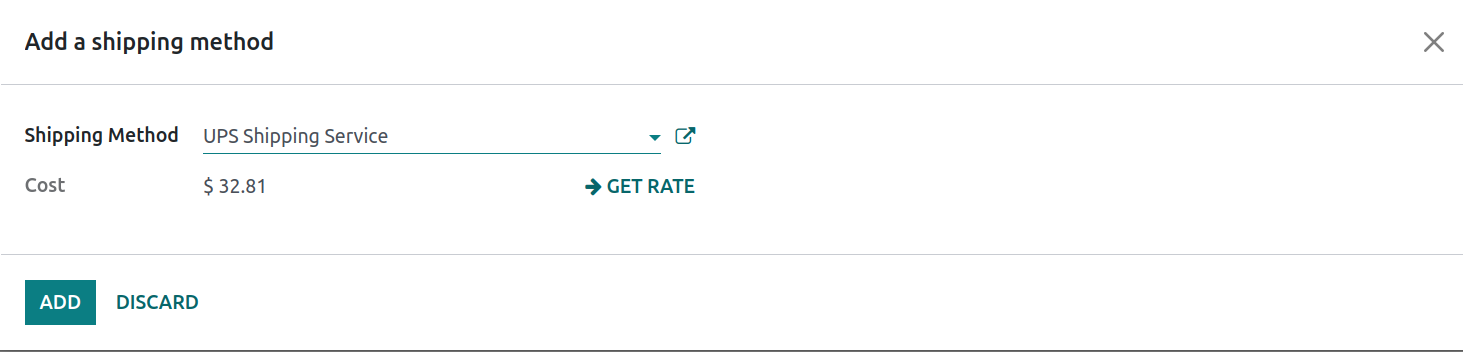 Add a shipping method
Shipping Method UPS Shipping Service
Cost $ 32.81 GET RATE
ADD DISCARD